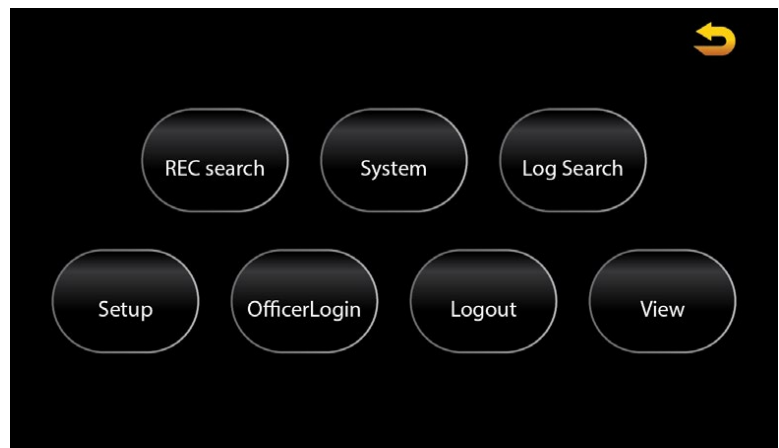 REC search
System
Log Search
Setup
OfficerLogin
Logout
View